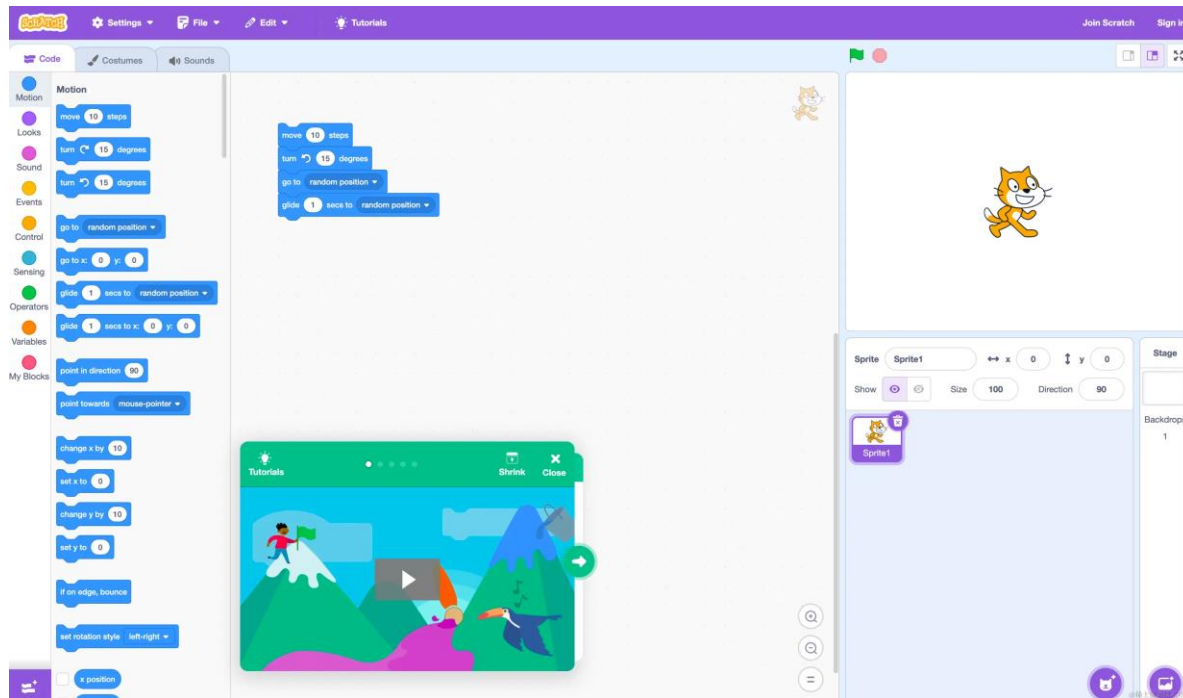 SCRATCH Settings File Edit Tutorials Join Scratch
Code Costumes Sounds
Motion
Looks
Sound
Events
Control
Sensing
Operators
Variables
My Blocks
Motion
move 10 steps
turn 15 degrees
turn 15 degrees
go to random position
go to x: 0 y: 0
glide 1 secs to random position
glide 1 secs to x: 0 y: 0
point in direction 90
point towards mouse-pointer
change x by 10
set x to 0
change y by 10
set y to 0
if on edge, bounce
set rotation style left-right
x position
move 10 steps
turn 15 degrees
go to random position
glide 1 secs to random position
Tutorials Shrink Close
Sprite Sprite1 x 0 y 0
Show Size 100 Direction 90
Sprite1
Stage
1